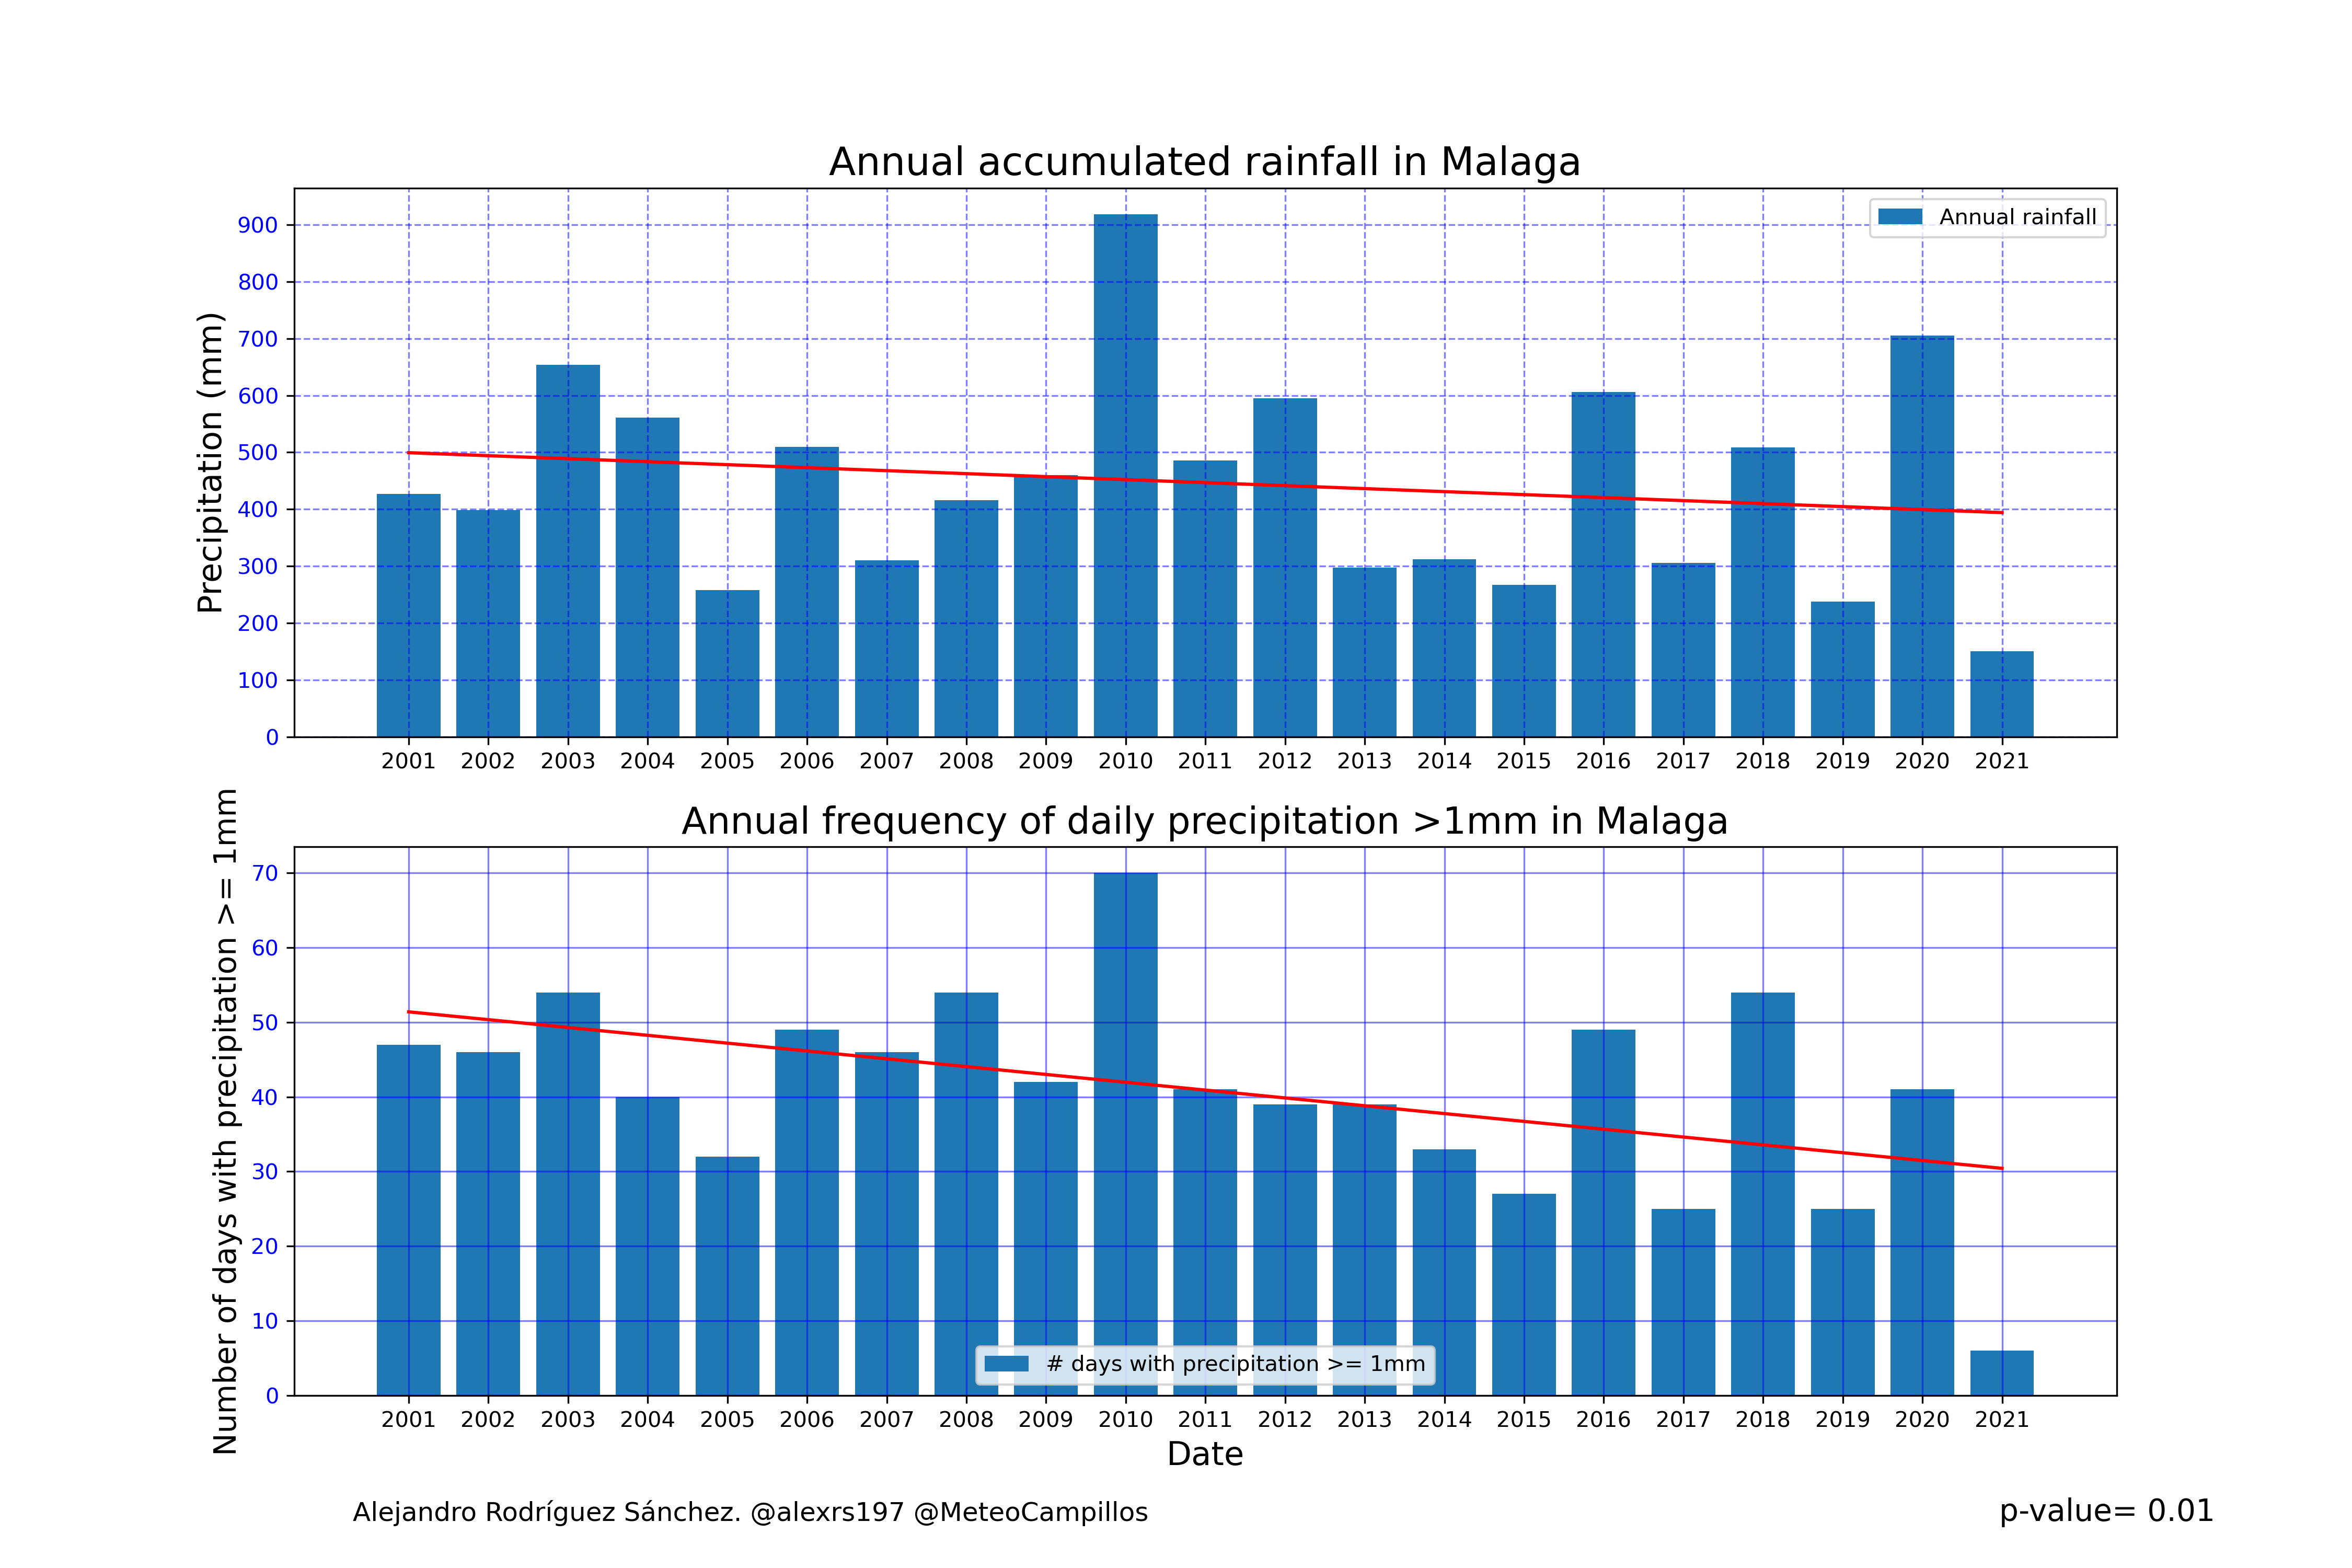 Annual accumulated rainfall in Malaga
Precipitation (mm)
900
800
700
600
500
400
300
200
100
0
Annual rainfall
2001 2002 2003 2004 2005 2006 2007 2008 2009 2010 2011 2012 2013 2014 2015 2016 2017 2018 2019 2020 2021
Annual frequency of daily precipitation >1mm in Malaga
Number of days with precipitation >= 1mm
70
60
50
40
30
20
10
0
# days with precipitation >= 1mm
2001 2002 2003 2004 2005 2006 2007 2008 2009 2010 2011 2012 2013 2014 2015 2016 2017 2018 2019 2020 2021
Date
Alejandro Rodríguez Sánchez. @alexrs197 @MeteoCampillos
p-value= 0.01